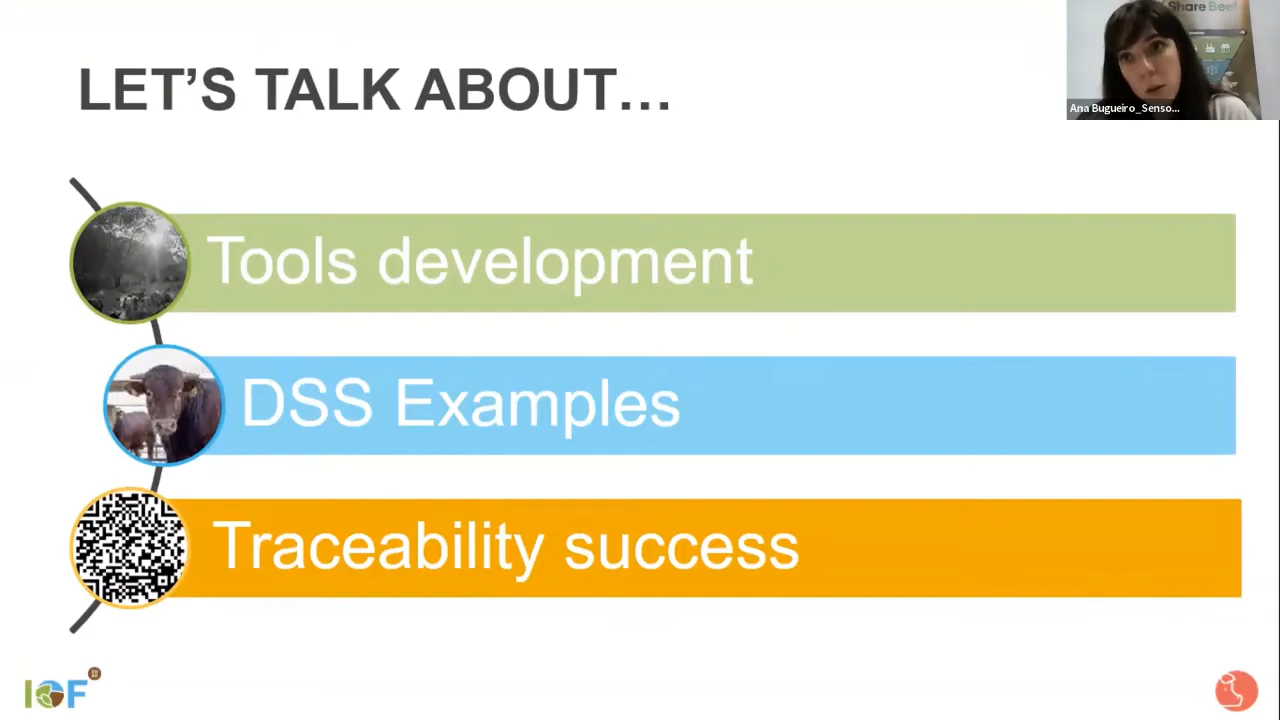 LET'S TALK ABOUT...
Share Beef
Ana Bugueiro_Senso...
Tools development
DSS Examples
Traceability success
IOF